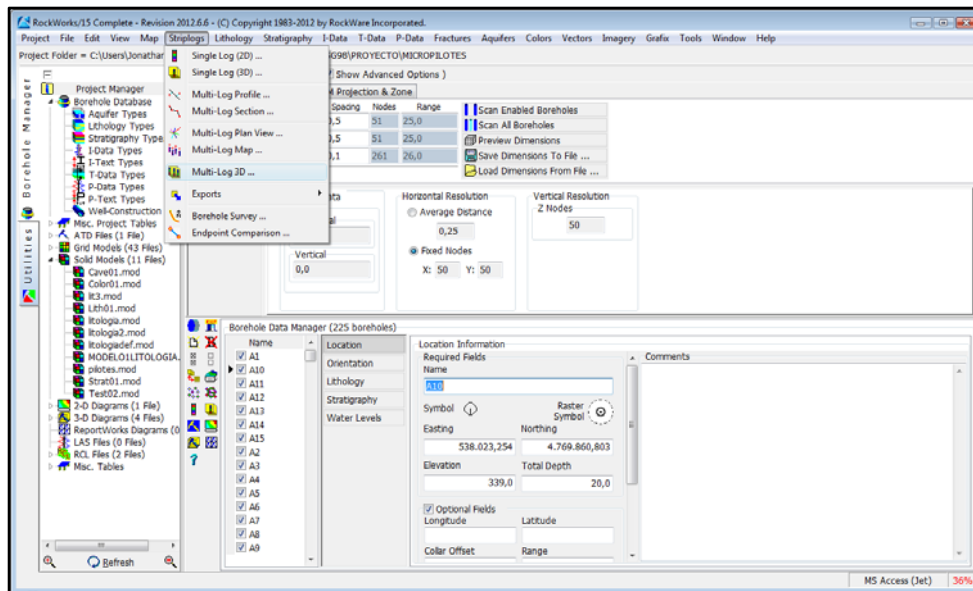 RockWorks/15 Complete - Revision 2012.6.6 - (C) Copyright 1983-2012 by RockWare Incorporated.
Project File Edit View Map Striplogs Lithology Stratigraphy I-Data T-Data P-Data Fractures Aquifers Colors Vectors Imagery Grafix Tools Window Help
Project Folder = C:\Users\Jonathar
G98\PROYECTO\MICROPILOTES
Show Advanced Options )
Projection & Zone
Single Log (2D) ...
Single Log (3D) ...
Multi-Log Profile ...
Multi-Log Section ...
Multi-Log Plan View ...
Multi-Log Map ...
Multi-Log 3D ...
Exports
Borehole Survey ...
Endpoint Comparison ...
Borehole Manager
Utilities
Project Manager
Borehole Database
Aquifer Types
Lithology Types
Stratigraphy Type
I-Data Types
I-Text Types
T-Data Types
P-Data Types
P-Text Types
Well-Construction
Misc. Project Tables
ATD Files (1 File)
Grid Models (43 Files)
Solid Models (11 Files)
Cave01.mod
Color01.mod
lit3.mod
Lith01.mod
litologia.mod
litologia2.mod
litologiadef.mod
MODELO1LITOLOGIA.
pilotes.mod
Strat01.mod
Test02.mod
2-D Diagrams (1 File)
3-D Diagrams (4 Files)
ReportWorks Diagrams (0
LAS Files (0 Files)
RCL Files (2 Files)
Misc. Tables
Refresh
Spacing Nodes Range
0,5 51 25,0
0,5 51 25,0
0,1 261 26,0
Scan Enabled Boreholes
Scan All Boreholes
Preview Dimensions
Save Dimensions To File ...
Load Dimensions From File ...
Vertical
0,0
Horizontal Resolution
Average Distance
0,25
Fixed Nodes
X: 50 Y: 50
Vertical Resolution
Z Nodes
50
Borehole Data Manager (225 boreholes)
Name
A1
A10
A11
A12
A13
A14
A15
A2
A3
A4
A5
A6
A7
A8
A9
Location
Orientation
Lithology
Stratigraphy
Water Levels
Location Information
Required Fields
Name
A10
Symbol
Raster Symbol
Easting Northing
538.023,254 4.769.860,803
Elevation Total Depth
339,0 20,0
Optional Fields
Longitude Latitude
Collar Offset Range
Comments
MS Access (Jet) 36%